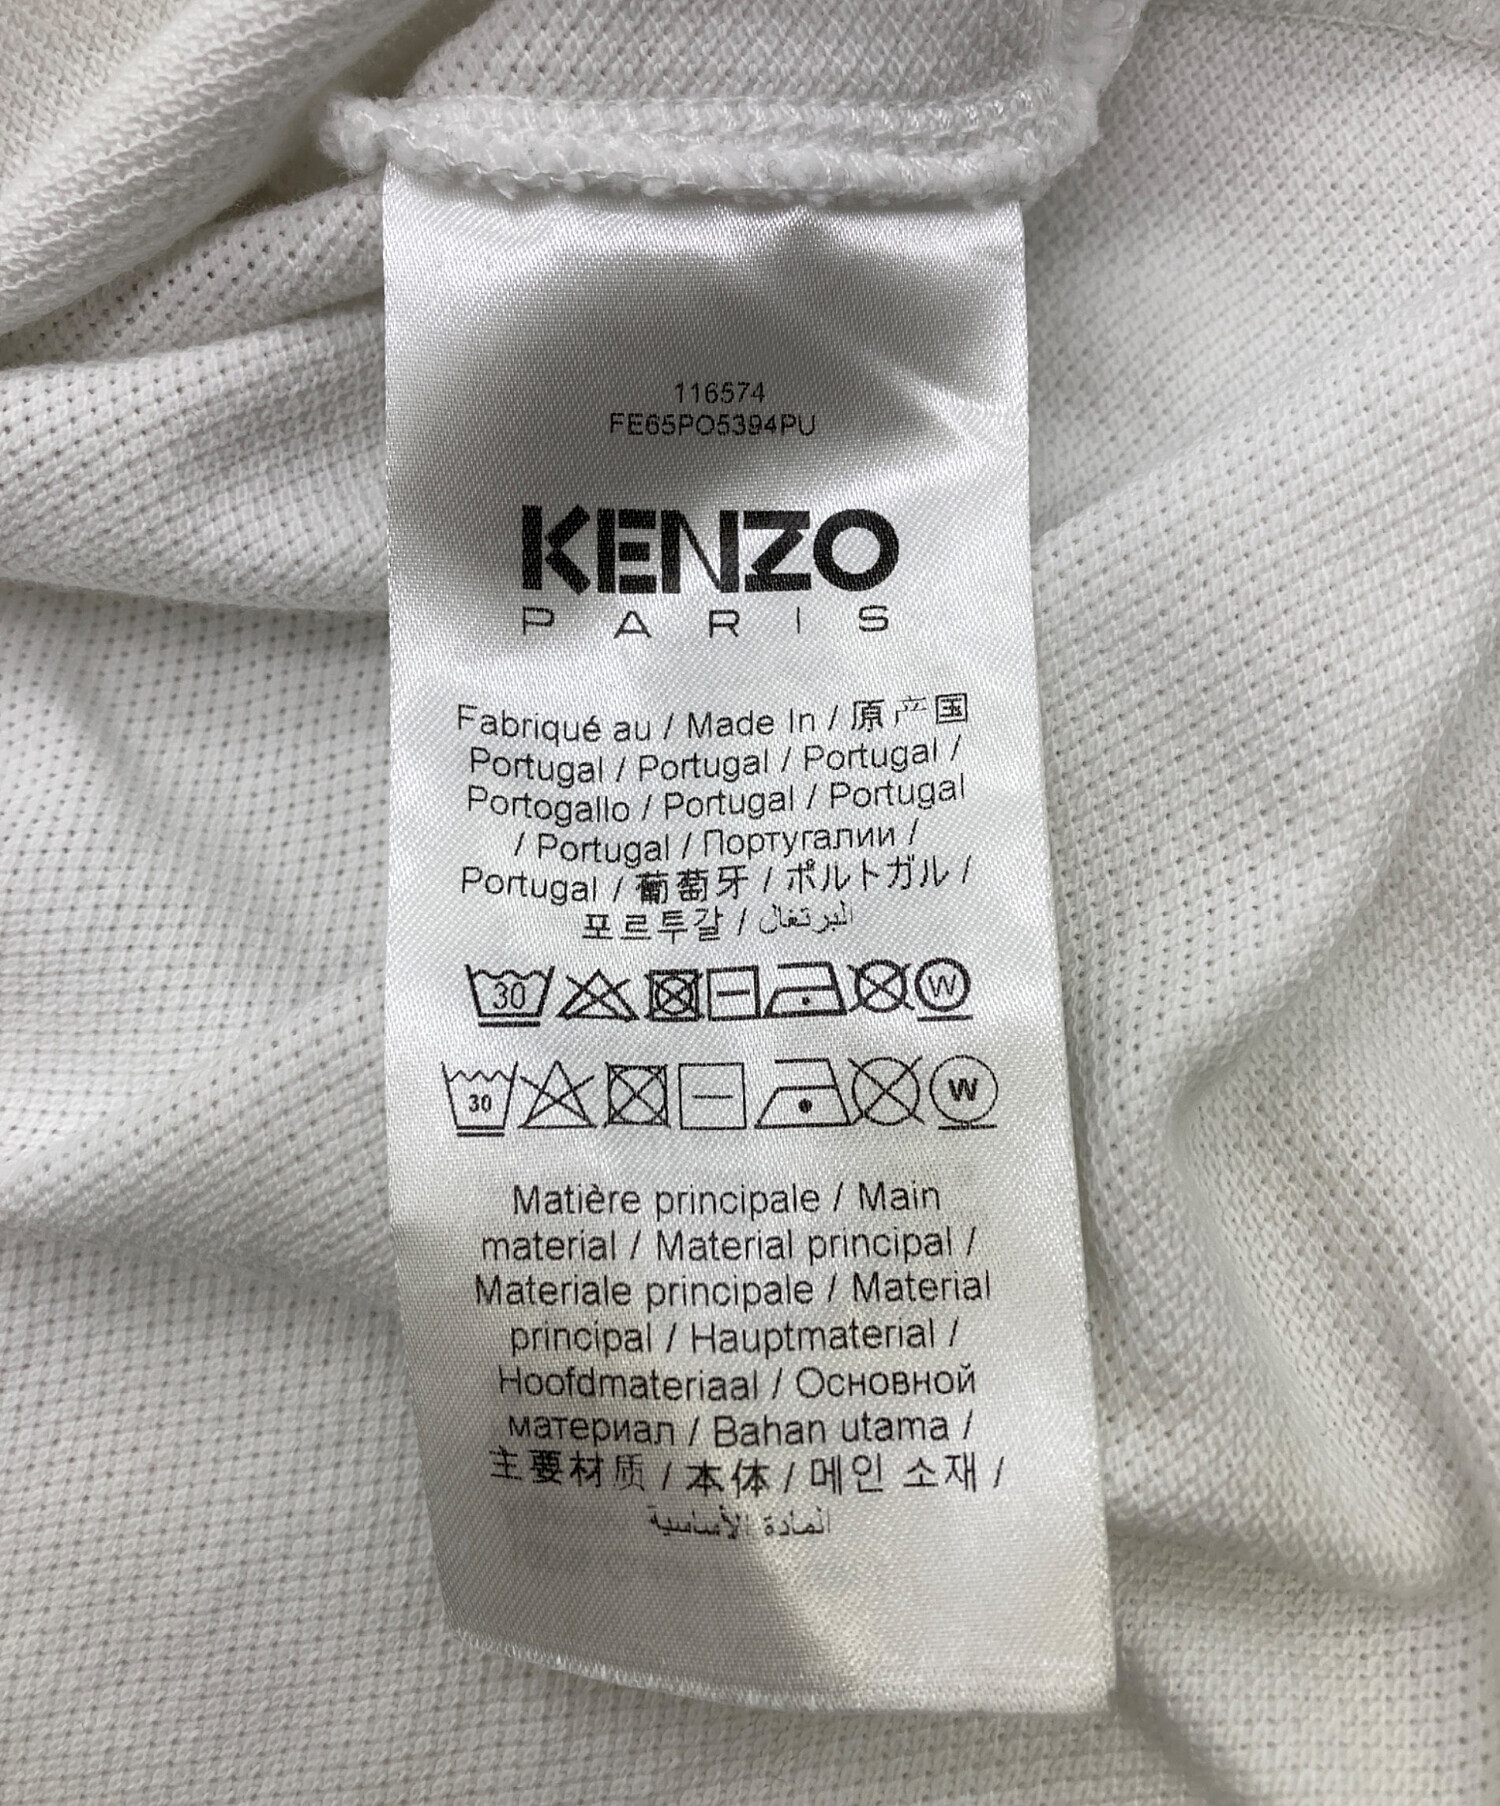 116574
FE65PO5394PU
KENZO
PARIS
Fabriqué au / Made In / 原产国
Portugal / Portugal / Portugal /
Portogallo / Portugal / Portugal
/ Portugal / Португалии /
Portugal / 葡萄牙 / ポルトガル /
포르투갈 / البرتغال
30 W
30 W
Matière principale / Main
material / Material principal /
Materiale principale / Material
principal / Hauptmaterial /
Hoofdmateriaal / Основной
материал / Bahan utama /
主要材质 / 本体 / 메인 소재 /
المادة الأساسية